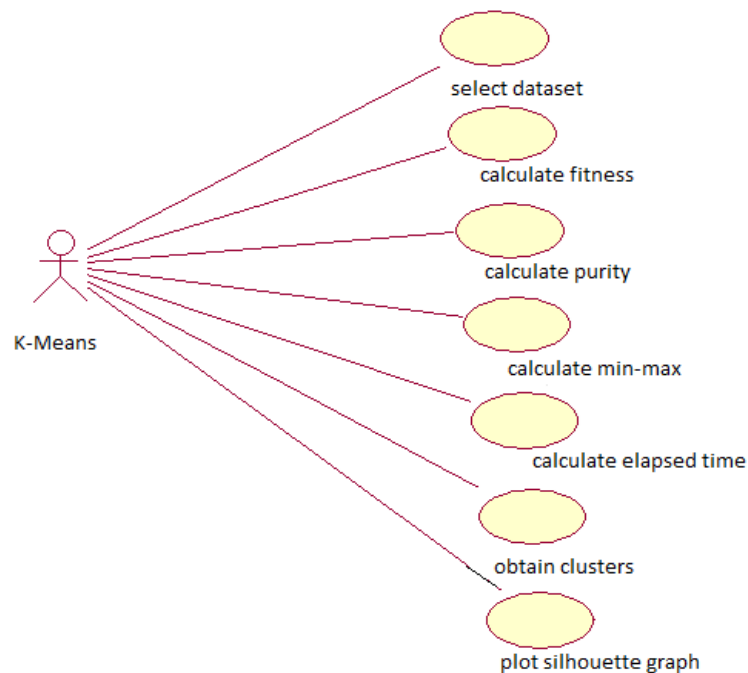 select dataset
calculate fitness
calculate purity
K-Means
calculate min-max
calculate elapsed time
obtain clusters
plot silhouette graph